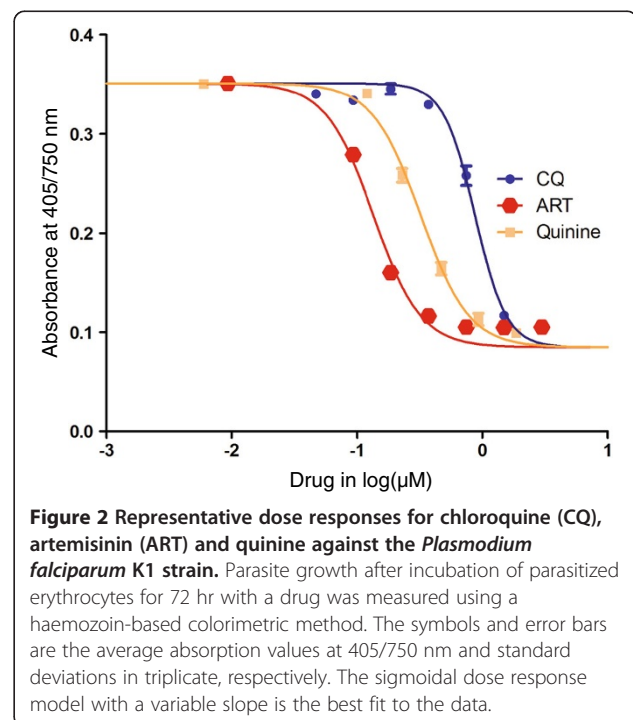 0.4
0.3
0.2
0.1
0.0
Absorbance at 405/750 nm
CQ
ART
Quinine
-3 -2 -1 0 1
Drug in log(µM)
Figure 2 Representative dose responses for chloroquine (CQ),
artemisinin (ART) and quinine against the Plasmodium
falciparum K1 strain. Parasite growth after incubation of parasitized
erythrocytes for 72 hr with a drug was measured using a
haemozoin-based colorimetric method. The symbols and error bars
are the average absorption values at 405/750 nm and standard
deviations in triplicate, respectively. The sigmoidal dose response
model with a variable slope is the best fit to the data.